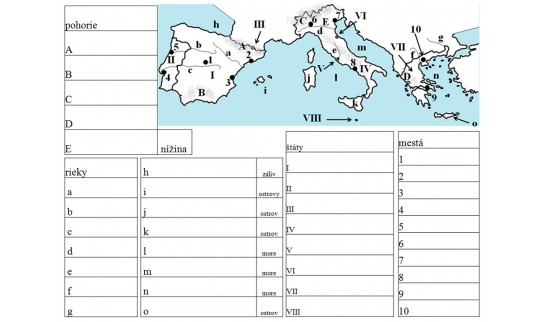 pohorie
A
B
C
D
E nížina
h
III
C 6 7 E VI
d
10
g
5 b
II
a
A
2
m
VII
f
1
c
I
V
8
IV
D
n
4
3
B
i
j
l
9
k
VIII
o
rieky
a
b
c
d
e
f
g
h záliv
i ostrovy
j ostrov
k ostrov
l more
m more
n more
o ostrov
štáty
I
II
III
IV
V
VI
VII
VIII
mestá
1
2
3
4
5
6
7
8
9
10